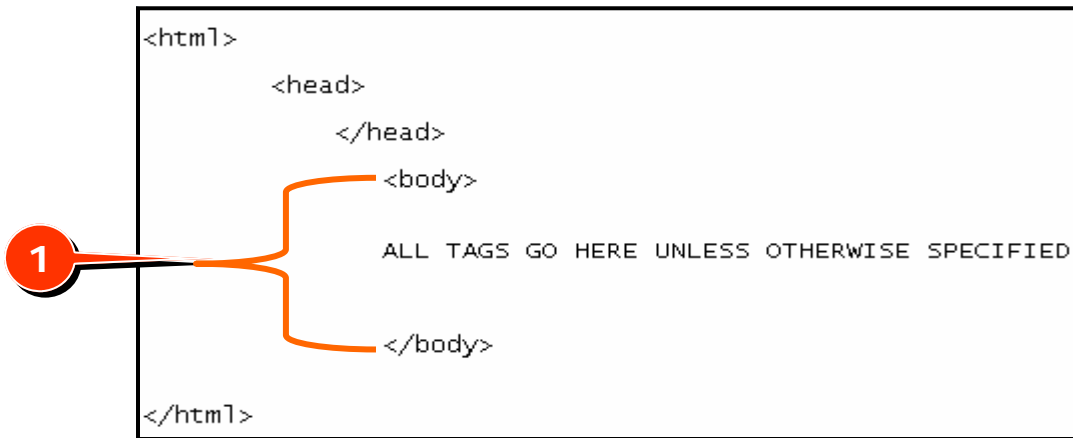 <html>
<head>
</head>
<body>
1
ALL TAGS GO HERE UNLESS OTHERWISE SPECIFIED
</body>
</html>